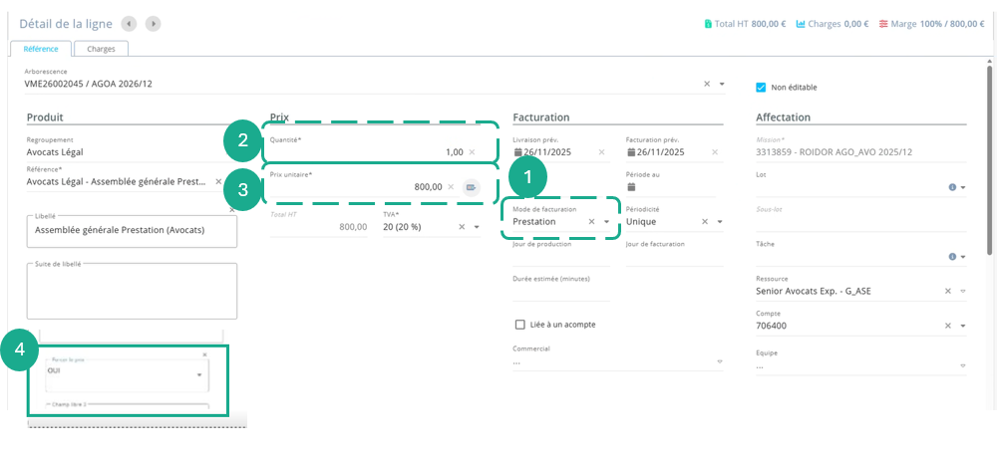 Détail de la ligne
Total HT 800,00 € Charges 0,00 € Marge 100% / 800,00 €
Référence Charges
Arborescence
VME26002045 / AGOA 2026/12
Non éditable
Produit Prix Facturation Affectation
2
Regroupement Quantité* Livraison prév. Facturation prév. Mission*
Avocats Légal 1,00 26/11/2025 26/11/2025 3313859 - ROIDOR AGO_AVO 2025/12
3 1
Référence* Prix unitaire* Période au Lot
Avocats Légal - Assemblée générale Prest... 800,00
Mode de facturation Périodicité Sous-lot
Prestation Unique
Total HT TVA*
800,00 20 (20 %)
Libellé
Assemblée générale Prestation (Avocats)
Jour de production Jour de facturation Tâche
Suite de libellé
Durée estimée (minutes) Ressource
Senior Avocats Exp. - G_ASE
Liée à un acompte Compte
706400
4
Commercial Equipe
... ...
OUI
Champ libre 2